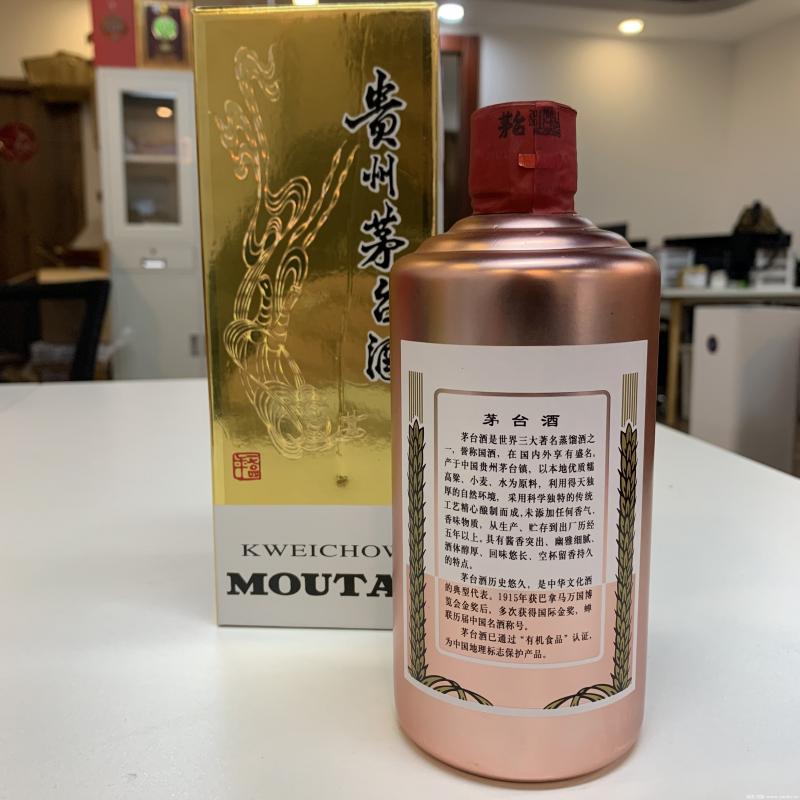 貴州茅台酒
KWEICHOW
MOUTA
茅台
茅台酒
茅台酒是世界三大著名蒸馏酒之
一，誉称国酒，在国内外享有盛名，
产于中国贵州茅台镇，以本地优质糯
高粱、小麦、水为原料，利用得天独
厚的自然环境，采用科学独特的传统
工艺精心酿制而成，未添加任何香气、
香味物质，从生产、贮存到出厂历经
五年以上。具有酱香突出、幽雅细腻、
酒体醇厚、回味悠长、空杯留香持久
的特点。
茅台酒历史悠久，是中华文化酒
的典型代表。1915年获巴拿马万国博
览会金奖后，多次获得国际金奖，蝉
联历届中国名酒称号。
茅台酒已通过“有机食品”认证，
为中国地理标志保护产品。